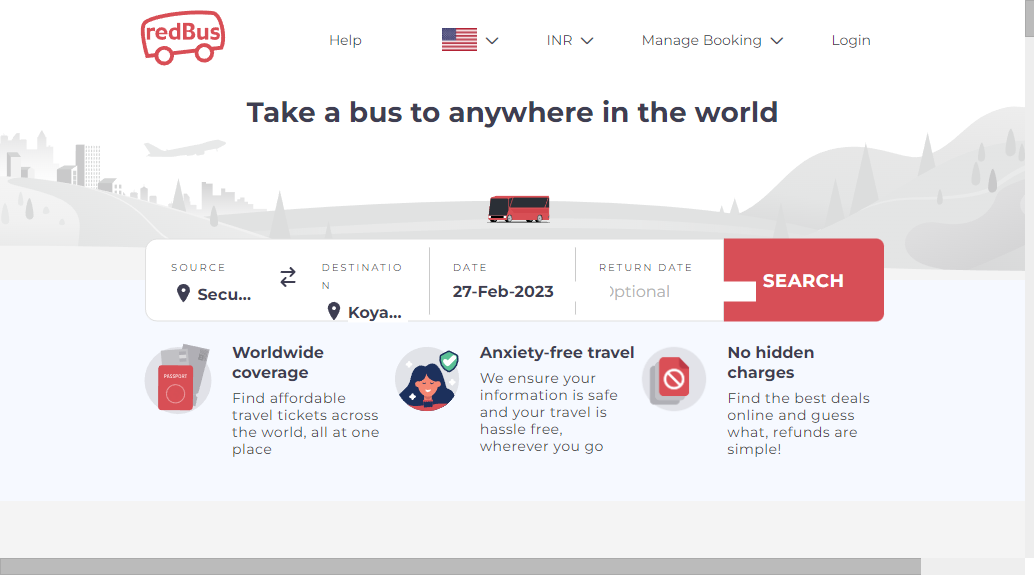 redBus
Help
INR
Manage Booking
Login
Take a bus to anywhere in the world
SOURCE
Secu...
DESTINATIO
N
Koya...
DATE
27-Feb-2023
RETURN DATE
Optional
SEARCH
PASSPORT
Worldwide
coverage
Find affordable
travel tickets across
the world, all at one
place
Anxiety-free travel
We ensure your
information is safe
and your travel is
hassle free,
wherever you go
No hidden
charges
Find the best deals
online and guess
what, refunds are
simple!